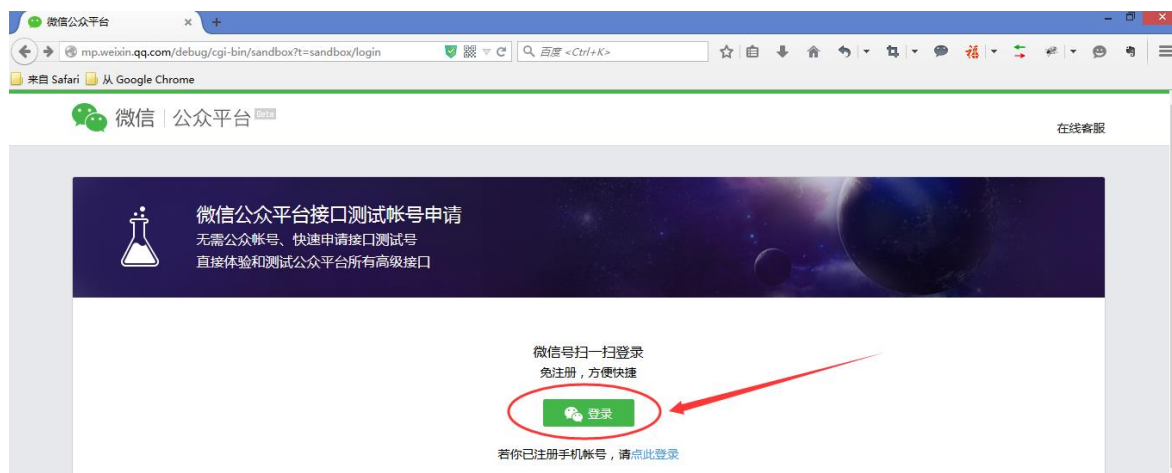 微信公众平台
mp.weixin.qq.com/debug/cgi-bin/sandbox?t=sandbox/login
百度 <Ctrl+K>
福
来自 Safari 从 Google Chrome
微信 公众平台 Beta
在线客服
微信公众平台接口测试帐号申请
无需公众帐号、快速申请接口测试号
直接体验和测试公众平台所有高级接口
微信号扫一扫登录
免注册，方便快捷
登录
若你已注册手机帐号，请点此登录